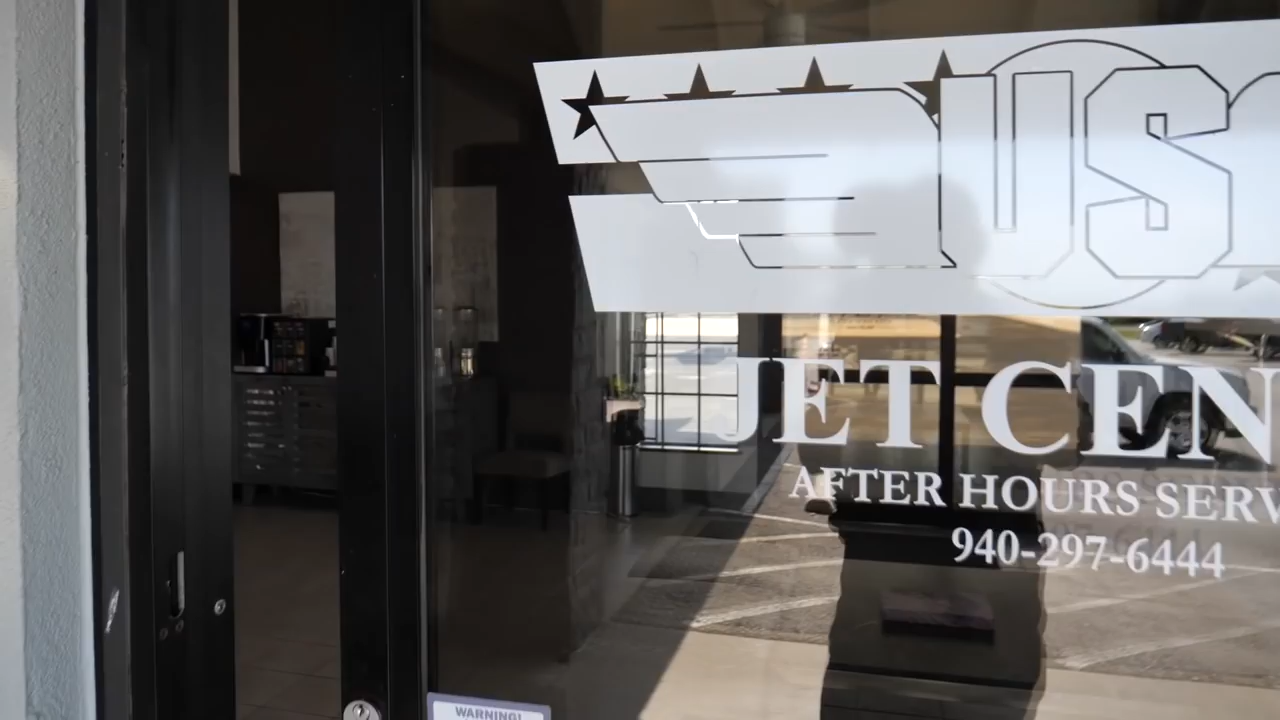 US
JET CEN
AFTER HOURS SERV
940-297-6444
WARNING!